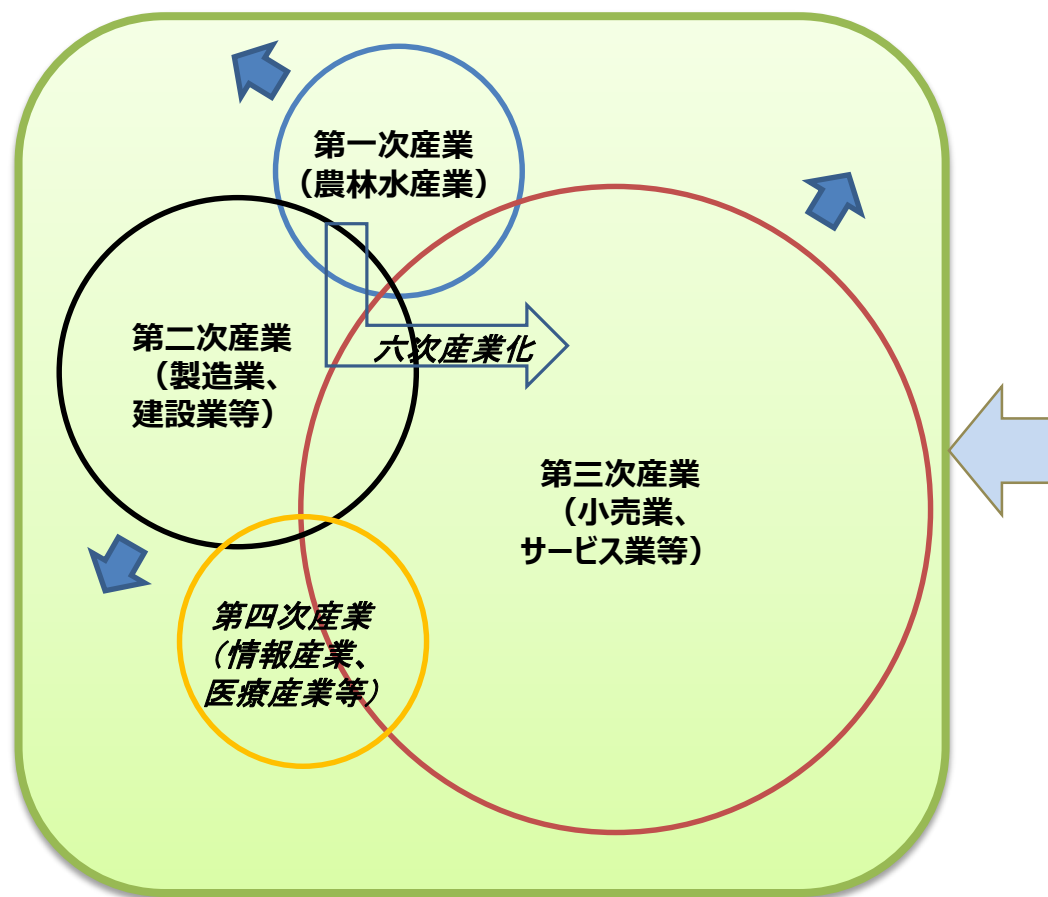 第一次産業
（農林水産業）
第二次産業
（製造業、
建設業等）
六次産業化
第三次産業
（小売業、
サービス業等）
第四次産業
（情報産業、
医療産業等）